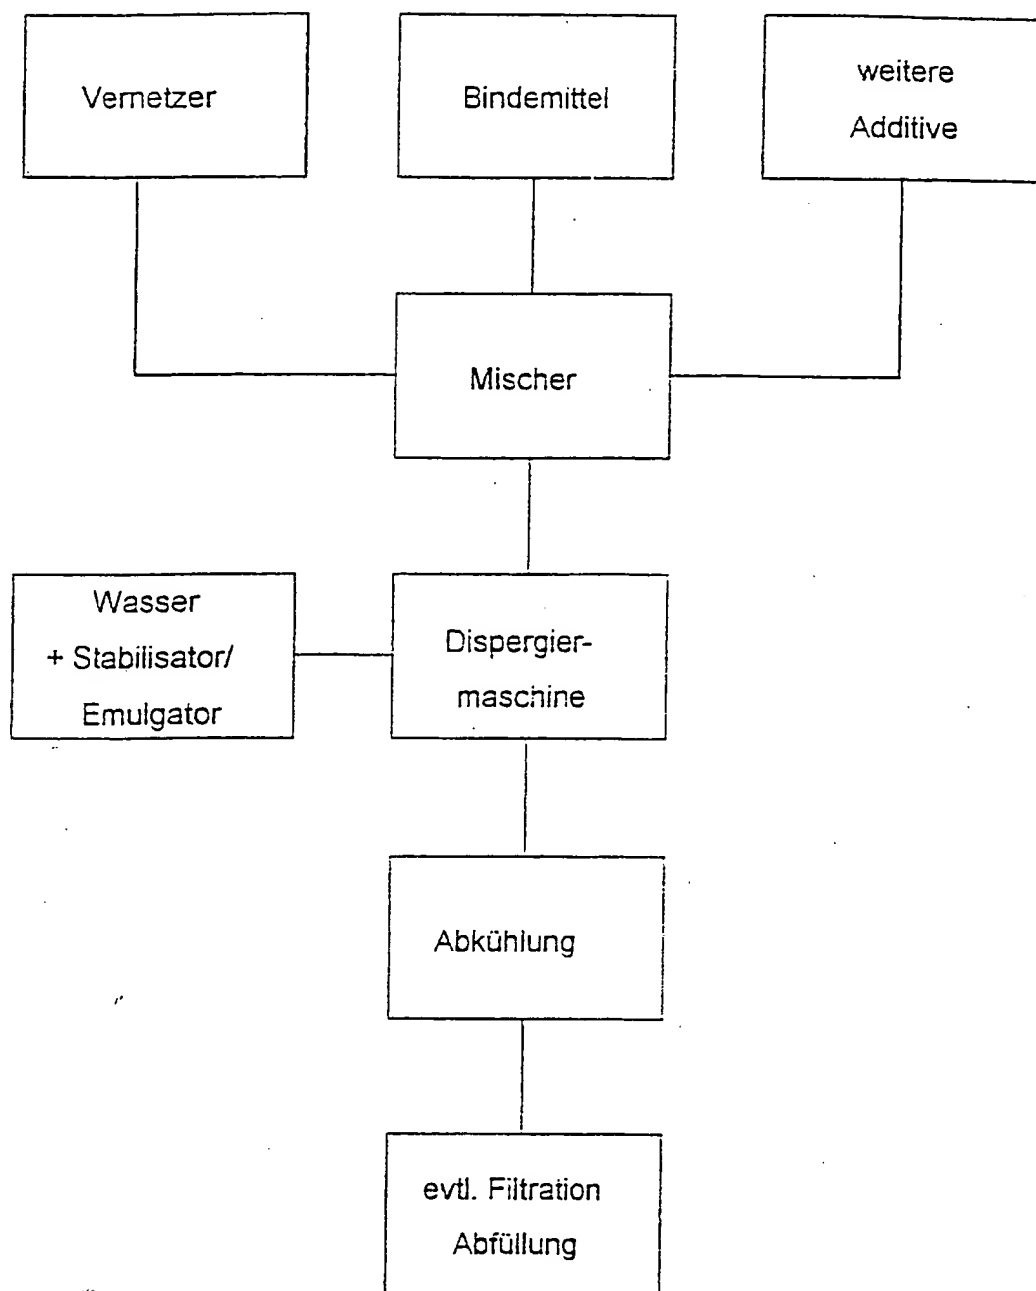 Vernetzer
Bindemittel
weitere
Additive
Mischer
Wasser
+ Stabilisator/
Emulgator
Dispergier-
maschine
Abkühlung
evtl. Filtration
Abfüllung